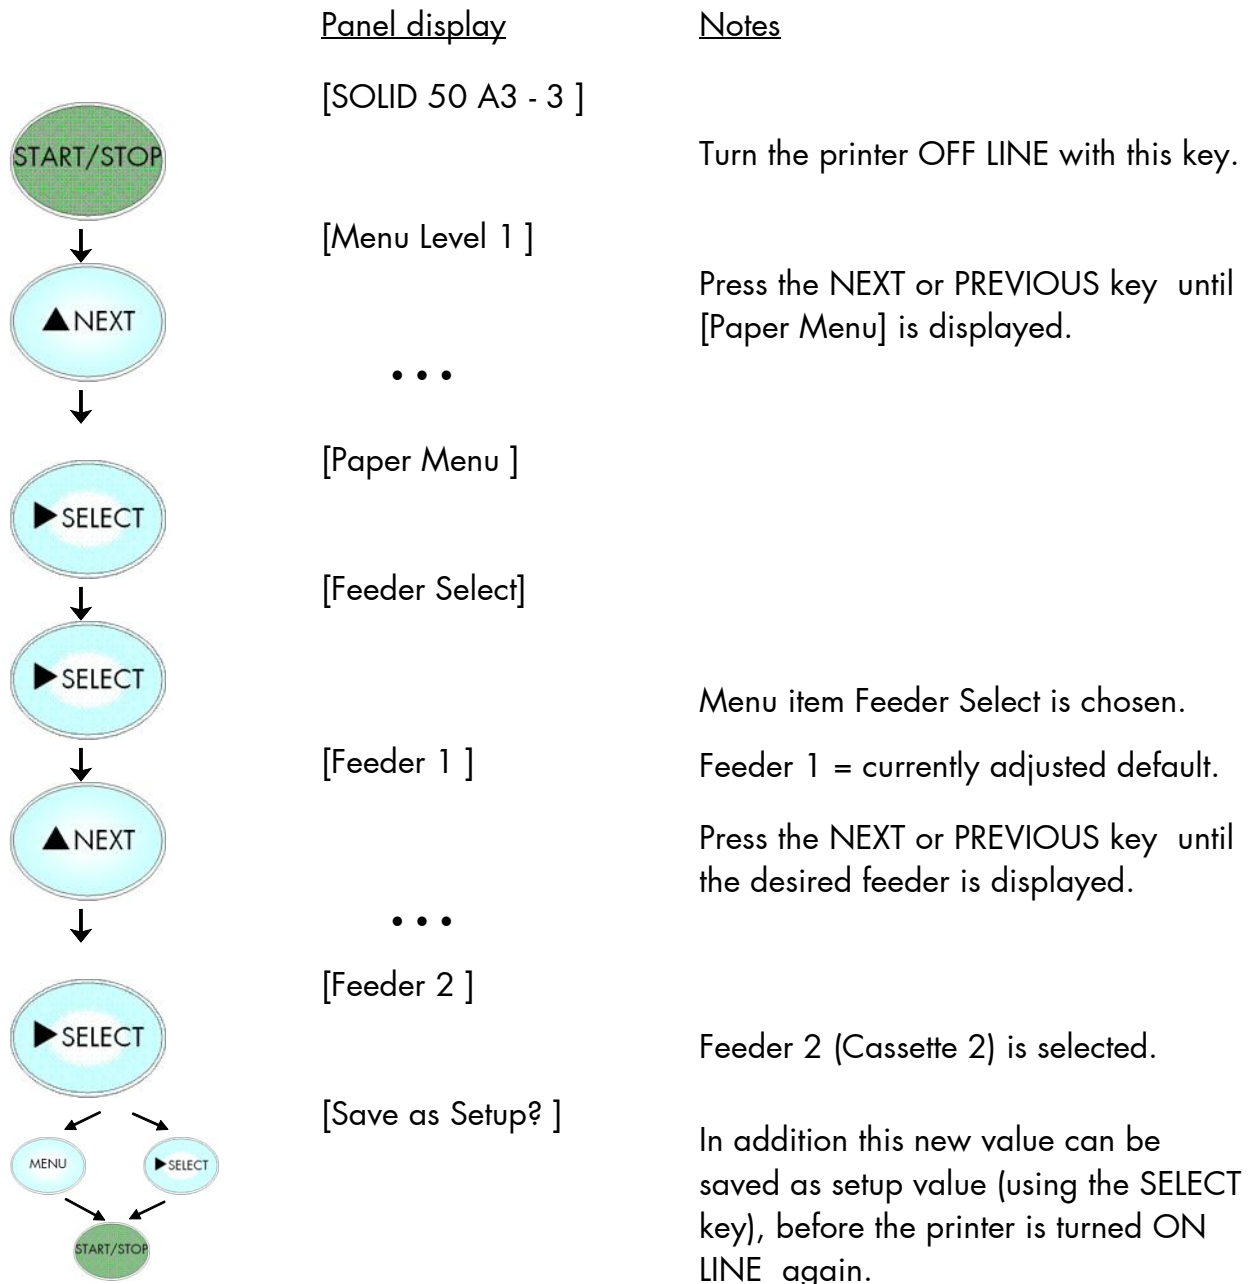 Panel display
Notes
[SOLID 50 A3 - 3 ]
START/STOP
Turn the printer OFF LINE with this key.
[Menu Level 1 ]
▲NEXT
Press the NEXT or PREVIOUS key  until
[Paper Menu] is displayed.
• • •
[Paper Menu ]
▶SELECT
[Feeder Select]
▶SELECT
Menu item Feeder Select is chosen.
[Feeder 1 ]
Feeder 1 = currently adjusted default.
▲NEXT
Press the NEXT or PREVIOUS key  until
the desired feeder is displayed.
• • •
[Feeder 2 ]
▶SELECT
Feeder 2 (Cassette 2) is selected.
[Save as Setup? ]
MENU
▶SELECT
START/STOP
In addition this new value can be
saved as setup value (using the SELECT
key), before the printer is turned ON
LINE  again.